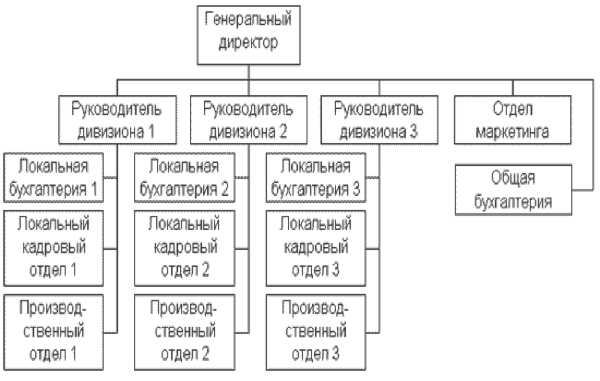 Генеральный
директор
Руководитель
дивизиона 1
Руководитель
дивизиона 2
Руководитель
дивизиона 3
Отдел
маркетинга
Локальная
бухгалтерия 1
Локальная
бухгалтерия 2
Локальная
бухгалтерия 3
Общая
бухгалтерия
Локальный
кадровый
отдел 1
Локальный
кадровый
отдел 2
Локальный
кадровый
отдел 3
Производ-
ственный
отдел 1
Производ-
ственный
отдел 2
Производ-
ственный
отдел 3